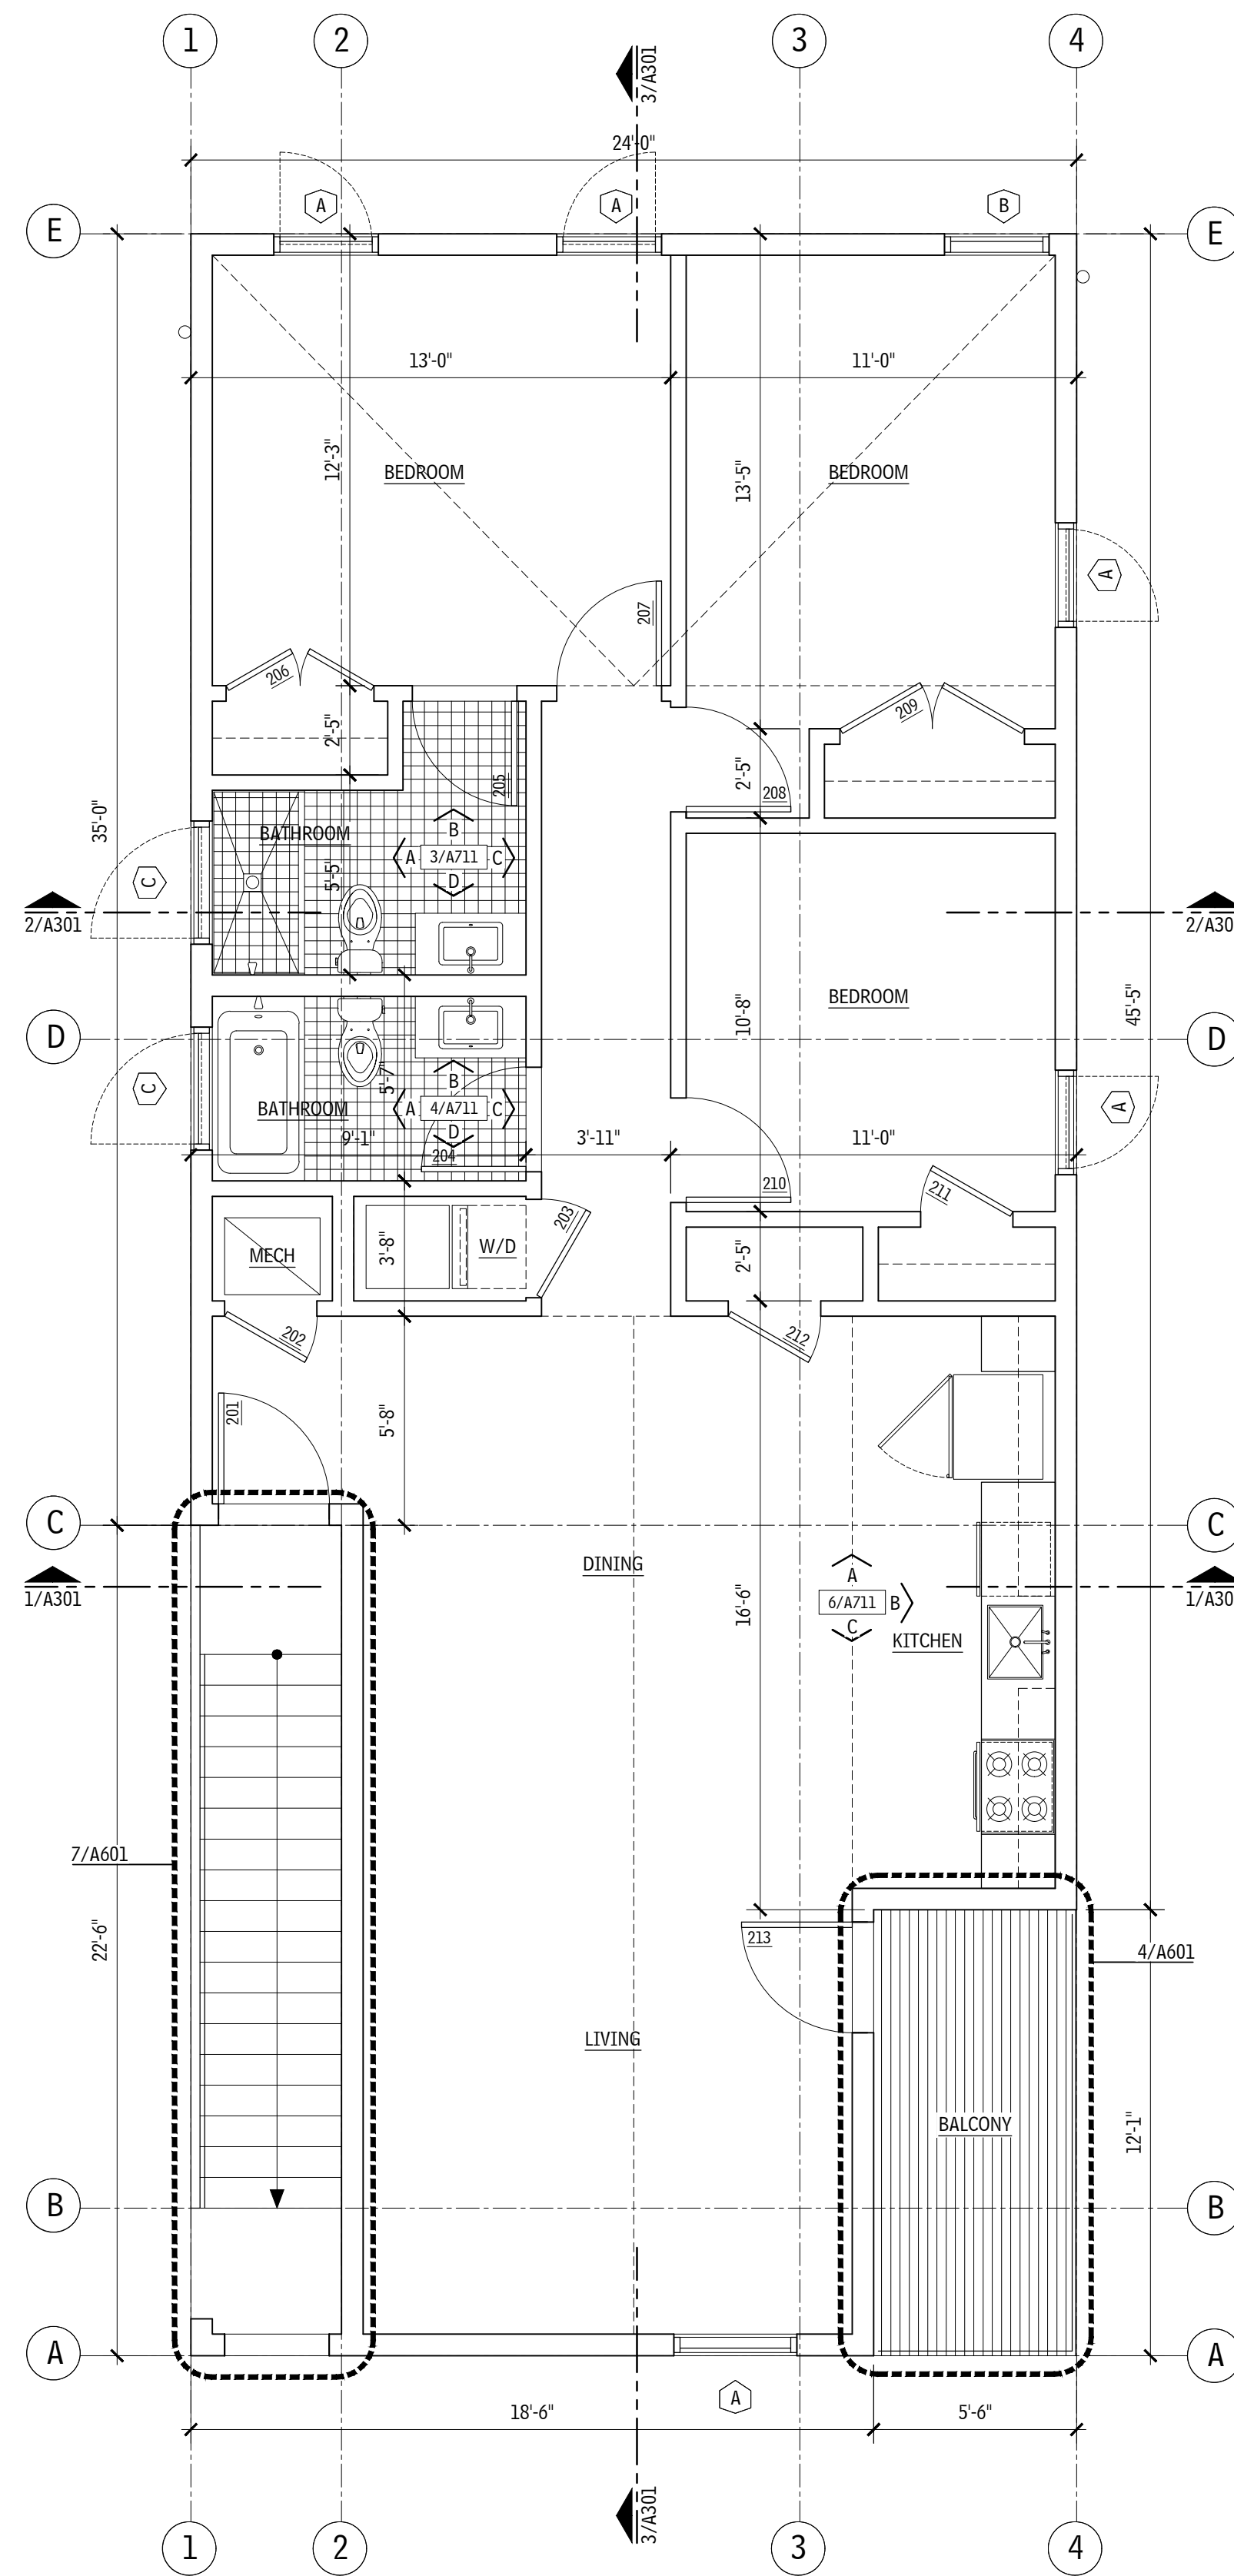 1
2
3
4
3/A301
24'-0"
A
A
B
E
E
13'-0"
11'-0"
12'-3"
BEDROOM
13'-5"
BEDROOM
A
207
206
209
2'-5"
205
2'-5"
208
35'-0"
BATHROOM
B
A
3/A711
C
D
5'-5"
C
2/A301
2/A30
BEDROOM
10'-8"
45'-5"
D
D
C
5'-7"
B
BATHROOM
A
4/A711
C
D
A
9'-1"
204
3'-11"
11'-0"
210
211
203
MECH
3'-8"
W/D
2'-5"
202
212
201
5'-8"
C
C
DINING
A
1/A301
6/A711
B
1/A30
C
16'-6"
KITCHEN
7/A601
22'-6"
213
4/A601
LIVING
BALCONY
12'-1"
B
B
A
A
A
18'-6"
5'-6"
3/A301
1
2
3
4